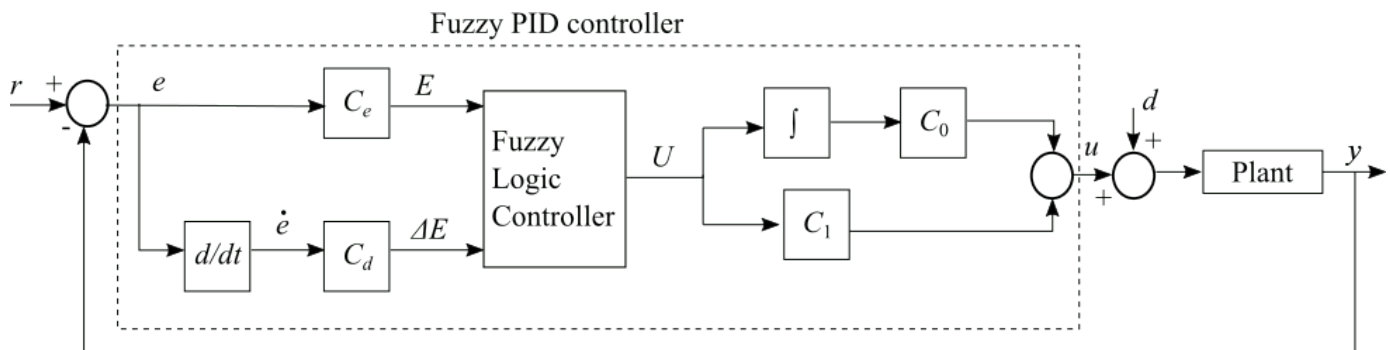 Fuzzy PID controller
r
+
-
e
C_e
E
d/dt
ė
C_d
ΔE
Fuzzy
Logic
Controller
U
∫
C_0
C_1
u
d
+
+
Plant
y